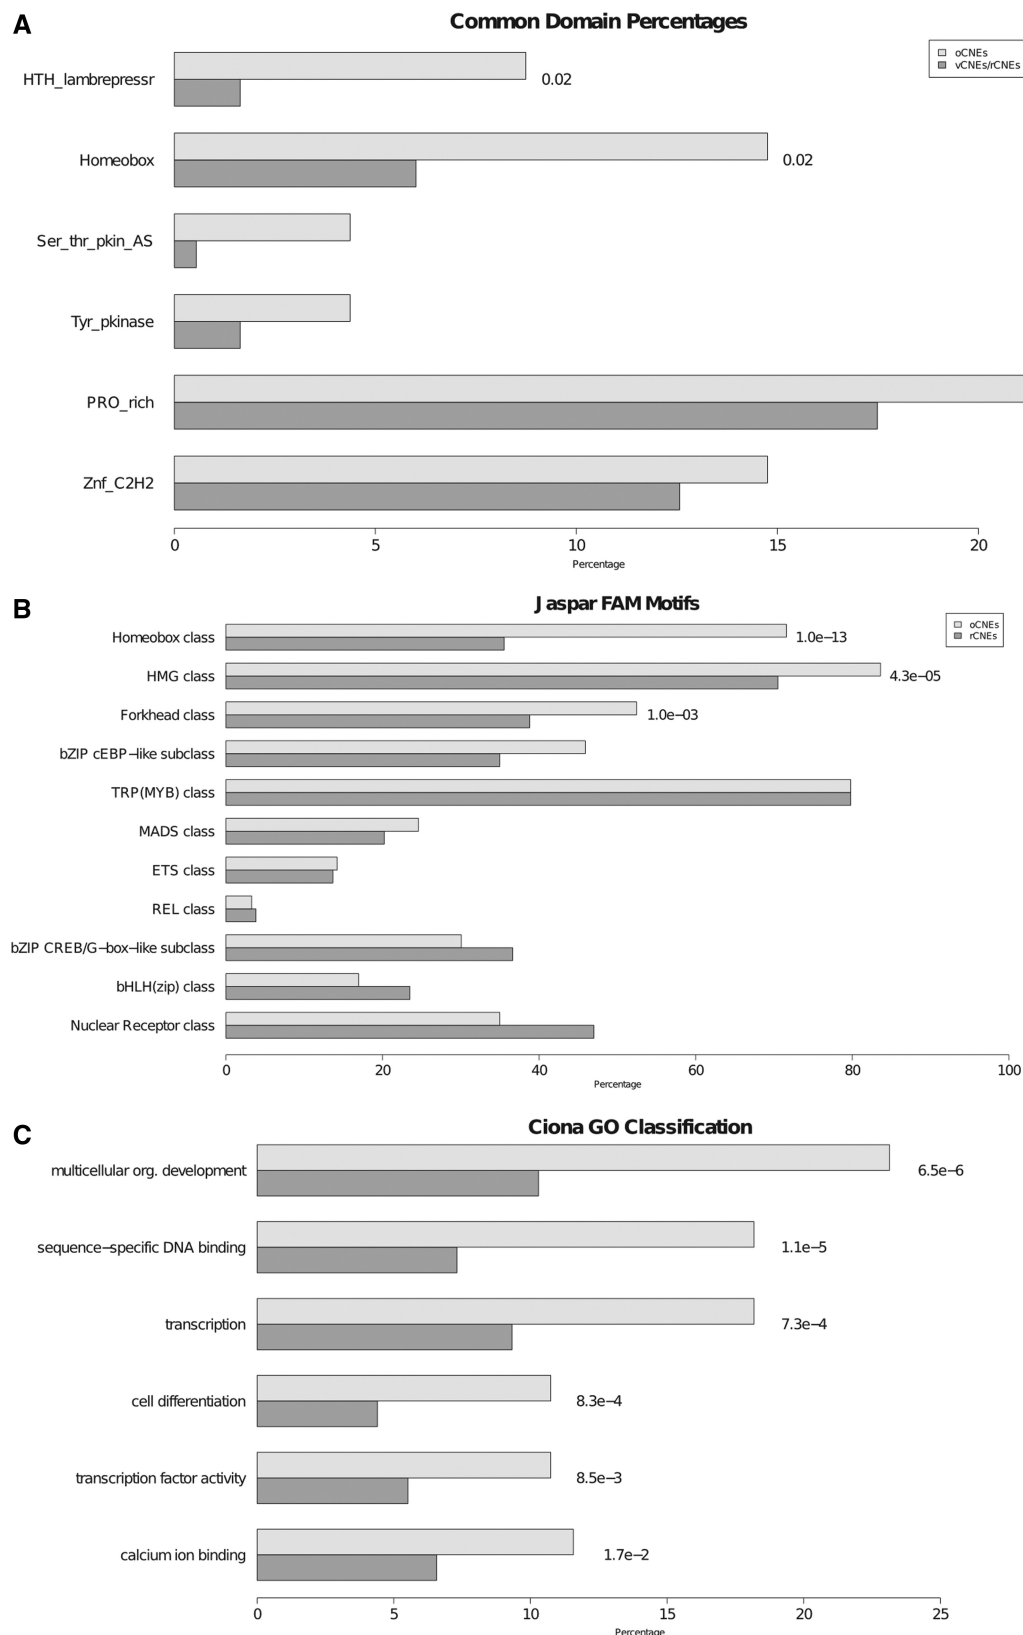 A
Common Domain Percentages
oCNEs
vCNEs/rCNEs
HTH_lambrepressr
0.02
Homeobox
0.02
Ser_thr_pkin_AS
Tyr_pkinase
PRO_rich
Znf_C2H2
0 5 10 15 20
Percentage
B
Jaspar FAM Motifs
oCNEs
rCNEs
Homeobox class
1.0e−13
HMG class
4.3e−05
Forkhead class
1.0e−03
bZIP cEBP−like subclass
TRP(MYB) class
MADS class
ETS class
REL class
bZIP CREB/G−box−like subclass
bHLH(zip) class
Nuclear Receptor class
0 20 40 60 80 100
Percentage
C
Ciona GO Classification
multicellular org. development
6.5e−6
sequence−specific DNA binding
1.1e−5
transcription
7.3e−4
cell differentiation
8.3e−4
transcription factor activity
8.5e−3
calcium ion binding
1.7e−2
0 5 10 15 20 25
Percentage